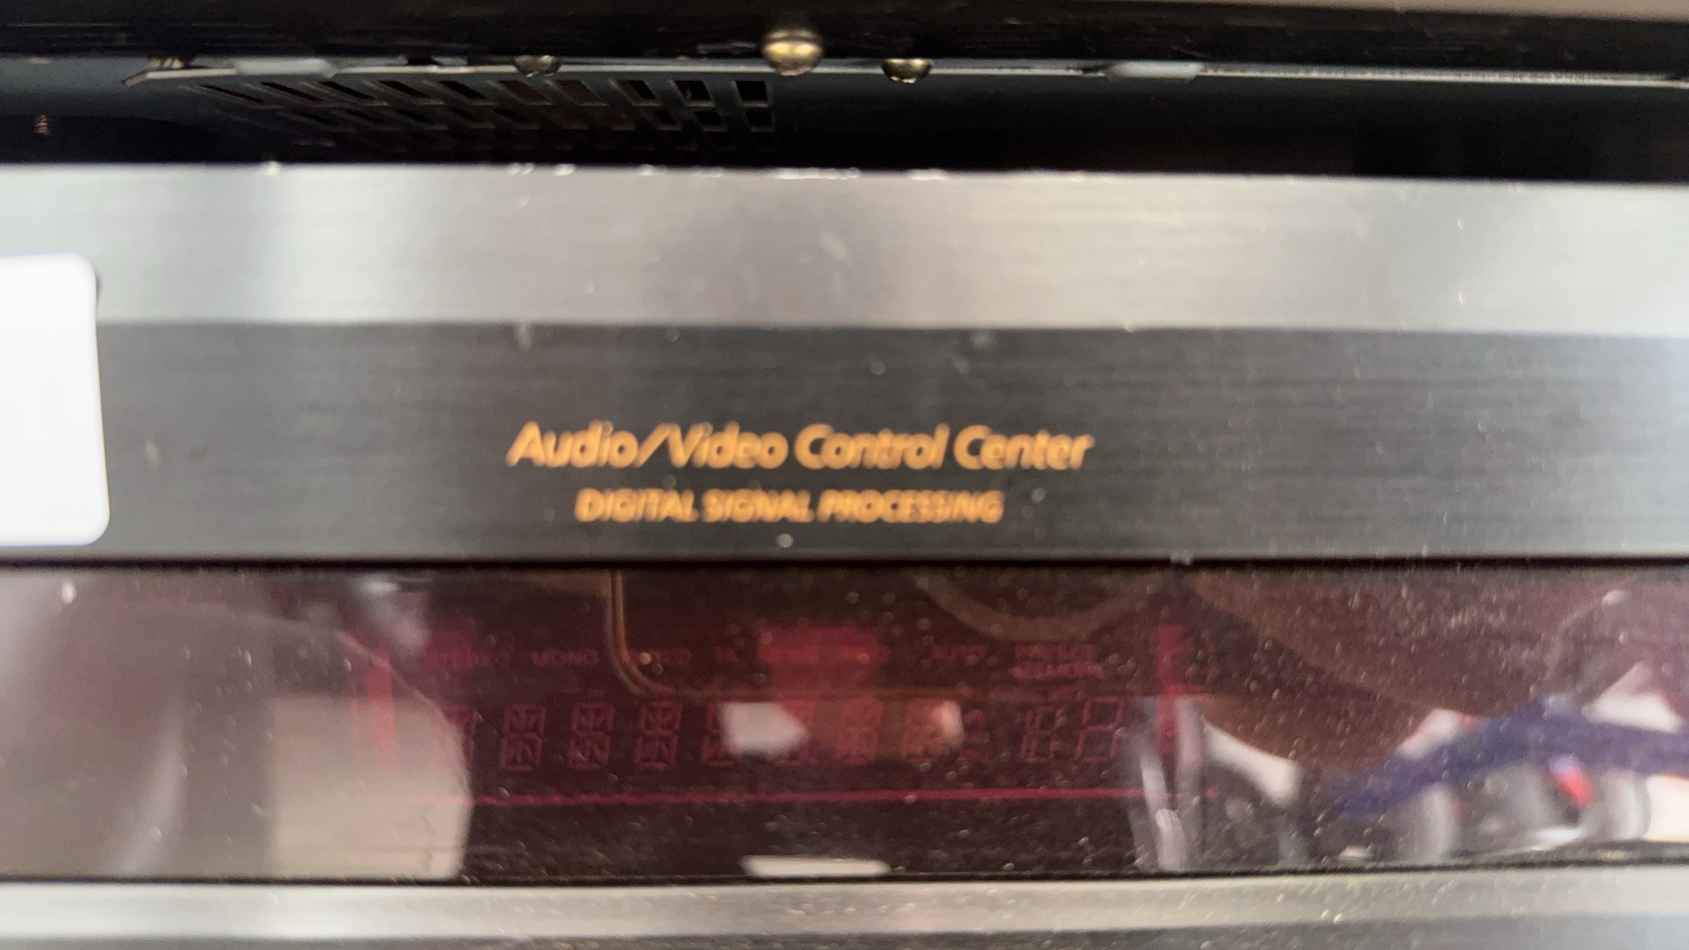 Audio/Video Control Center
DIGITAL SIGNAL PROCESSING
MONO